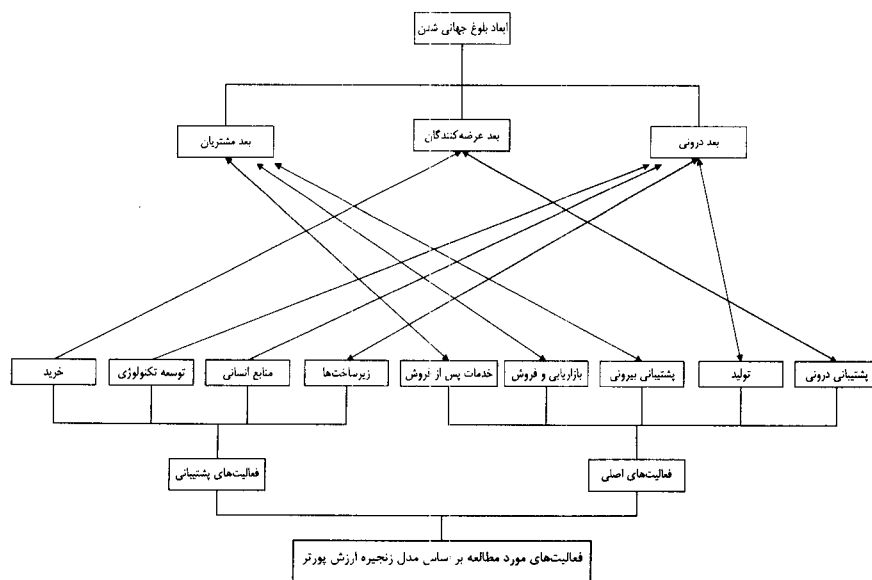 ابعاد بلوغ جهانی شدن
بعد درونی
بعد عرضه‌کنندگان
بعد مشتریان
پشتیبانی درونی
تولید
پشتیبانی بیرونی
بازاریابی و فروش
خدمات پس از فروش
زیرساخت‌ها
منابع انسانی
توسعه تکنولوژی
خرید
فعالیت‌های اصلی
فعالیت‌های پشتیبانی
فعالیت‌های مورد مطالعه بر اساس مدل زنجیره ارزش پورتر